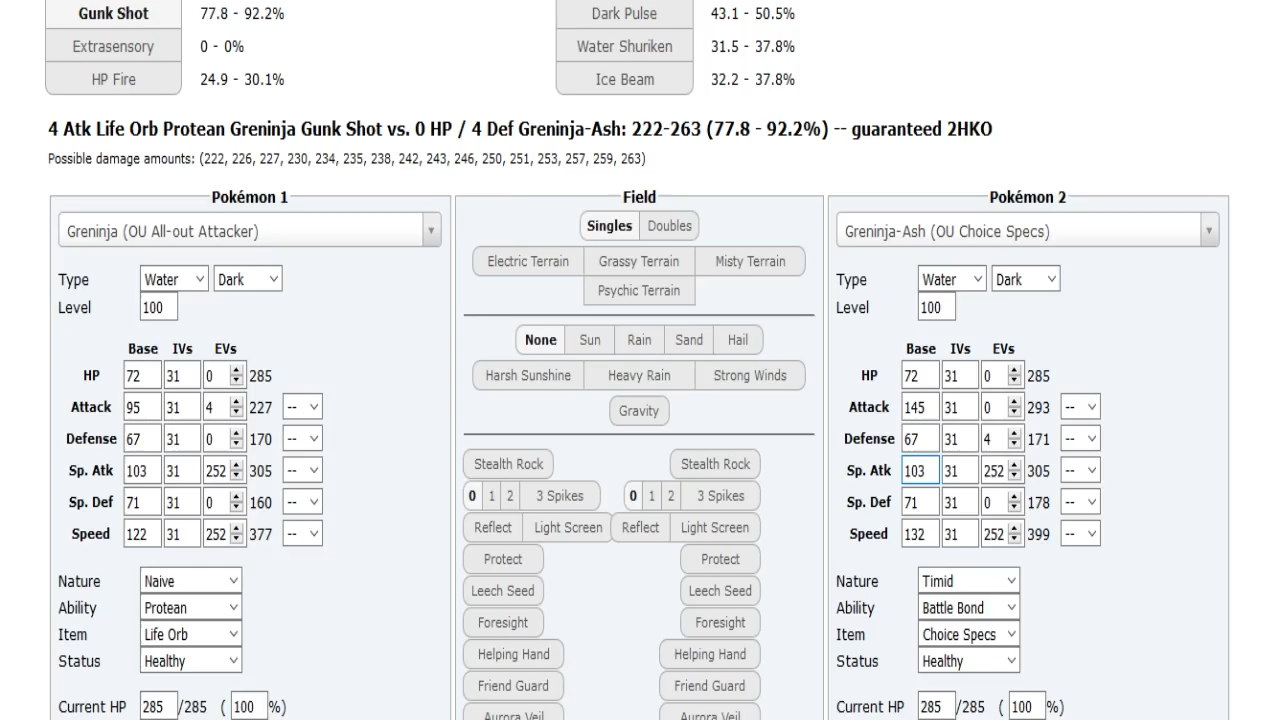 Gunk Shot 77.8 - 92.2% Dark Pulse 43.1 - 50.5%
Extrasensory 0 - 0% Water Shuriken 31.5 - 37.8%
HP Fire 24.9 - 30.1% Ice Beam 32.2 - 37.8%
4 Atk Life Orb Protean Greninja Gunk Shot vs. 0 HP / 4 Def Greninja-Ash: 222-263 (77.8 - 92.2%) -- guaranteed 2HKO
Possible damage amounts: (222, 226, 227, 230, 234, 235, 238, 242, 243, 246, 250, 251, 253, 257, 259, 263)
Pokémon 1
Greninja (OU All-out Attacker)
Type Water Dark
Level 100
Base IVs EVs
HP 72 31 0 285
Attack 95 31 4 227 --
Defense 67 31 0 170 --
Sp. Atk 103 31 252 305 --
Sp. Def 71 31 0 160 --
Speed 122 31 252 377 --
Nature Naive
Ability Protean
Item Life Orb
Status Healthy
Current HP 285 /285 ( 100 %)
Field
Singles Doubles
Electric Terrain Grassy Terrain Misty Terrain
Psychic Terrain
None Sun Rain Sand Hail
Harsh Sunshine Heavy Rain Strong Winds
Gravity
Stealth Rock Stealth Rock
0 1 2 3 Spikes 0 1 2 3 Spikes
Reflect Light Screen Reflect Light Screen
Protect Protect
Leech Seed Leech Seed
Foresight Foresight
Helping Hand Helping Hand
Friend Guard Friend Guard
Aurora Veil Aurora Veil
Pokémon 2
Greninja-Ash (OU Choice Specs)
Type Water Dark
Level 100
Base IVs EVs
HP 72 31 0 285
Attack 145 31 0 293 --
Defense 67 31 4 171 --
Sp. Atk 103 31 252 305 --
Sp. Def 71 31 0 178 --
Speed 132 31 252 399 --
Nature Timid
Ability Battle Bond
Item Choice Specs
Status Healthy
Current HP 285 /285 ( 100 %)